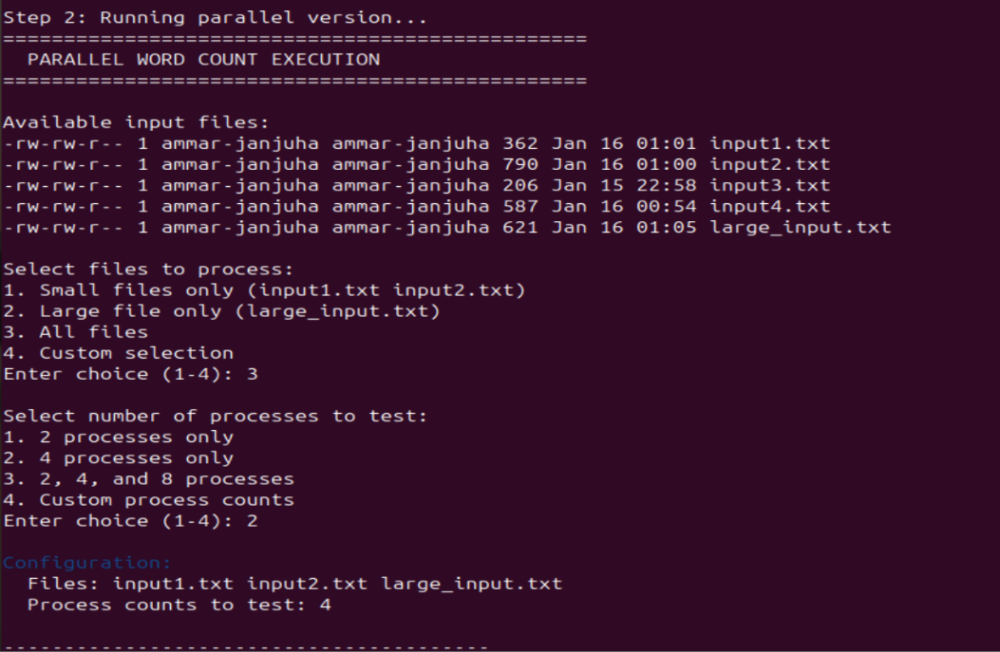 Step 2: Running parallel version...
================================================
  PARALLEL WORD COUNT EXECUTION
================================================
Available input files:
-rw-rw-r-- 1 ammar-janjuha ammar-janjuha 362 Jan 16 01:01 input1.txt
-rw-rw-r-- 1 ammar-janjuha ammar-janjuha 790 Jan 16 01:00 input2.txt
-rw-rw-r-- 1 ammar-janjuha ammar-janjuha 206 Jan 15 22:58 input3.txt
-rw-rw-r-- 1 ammar-janjuha ammar-janjuha 587 Jan 16 00:54 input4.txt
-rw-rw-r-- 1 ammar-janjuha ammar-janjuha 621 Jan 16 01:05 large_input.txt
Select files to process:
1. Small files only (input1.txt input2.txt)
2. Large file only (large_input.txt)
3. All files
4. Custom selection
Enter choice (1-4): 3
Select number of processes to test:
1. 2 processes only
2. 4 processes only
3. 2, 4, and 8 processes
4. Custom process counts
Enter choice (1-4): 2
Configuration:
  Files: input1.txt input2.txt large_input.txt
  Process counts to test: 4
----------------------------------------